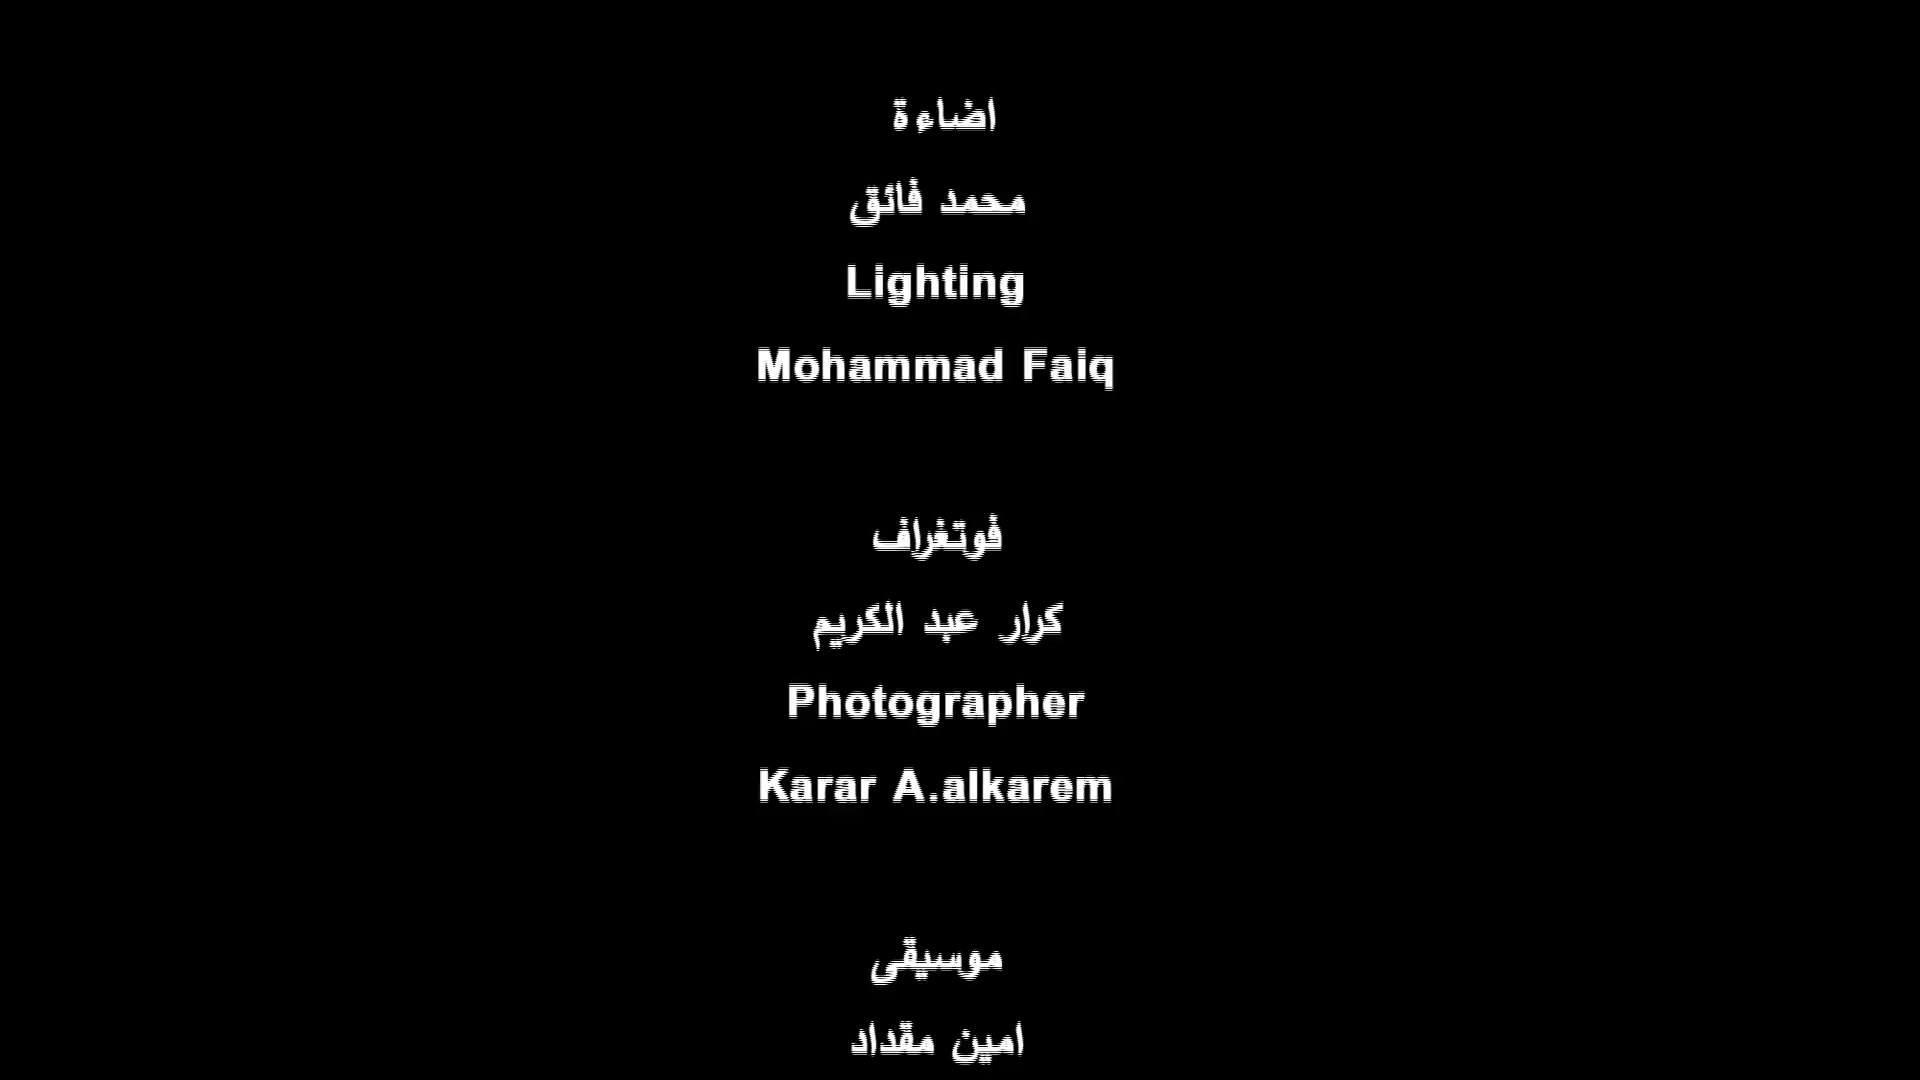 اضاءة
محمد فائق
Lighting
Mohammad Faiq
فوتغراف
كرار عبد الكريم
Photographer
Karar A.alkarem
موسيقى
امين مقداد